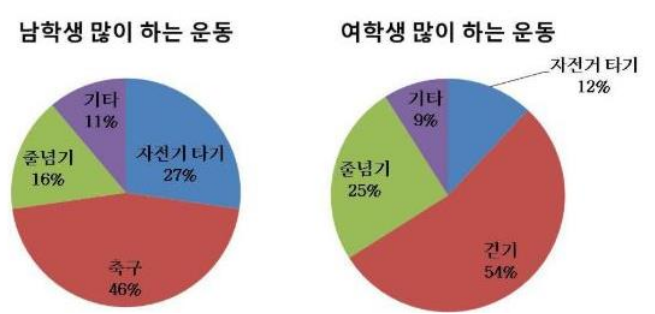 남학생 많이 하는 운동
기타
11%
자전거 타기
27%
줄넘기
16%
축구
46%
여학생 많이 하는 운동
자전거 타기
12%
기타
9%
줄넘기
25%
걷기
54%